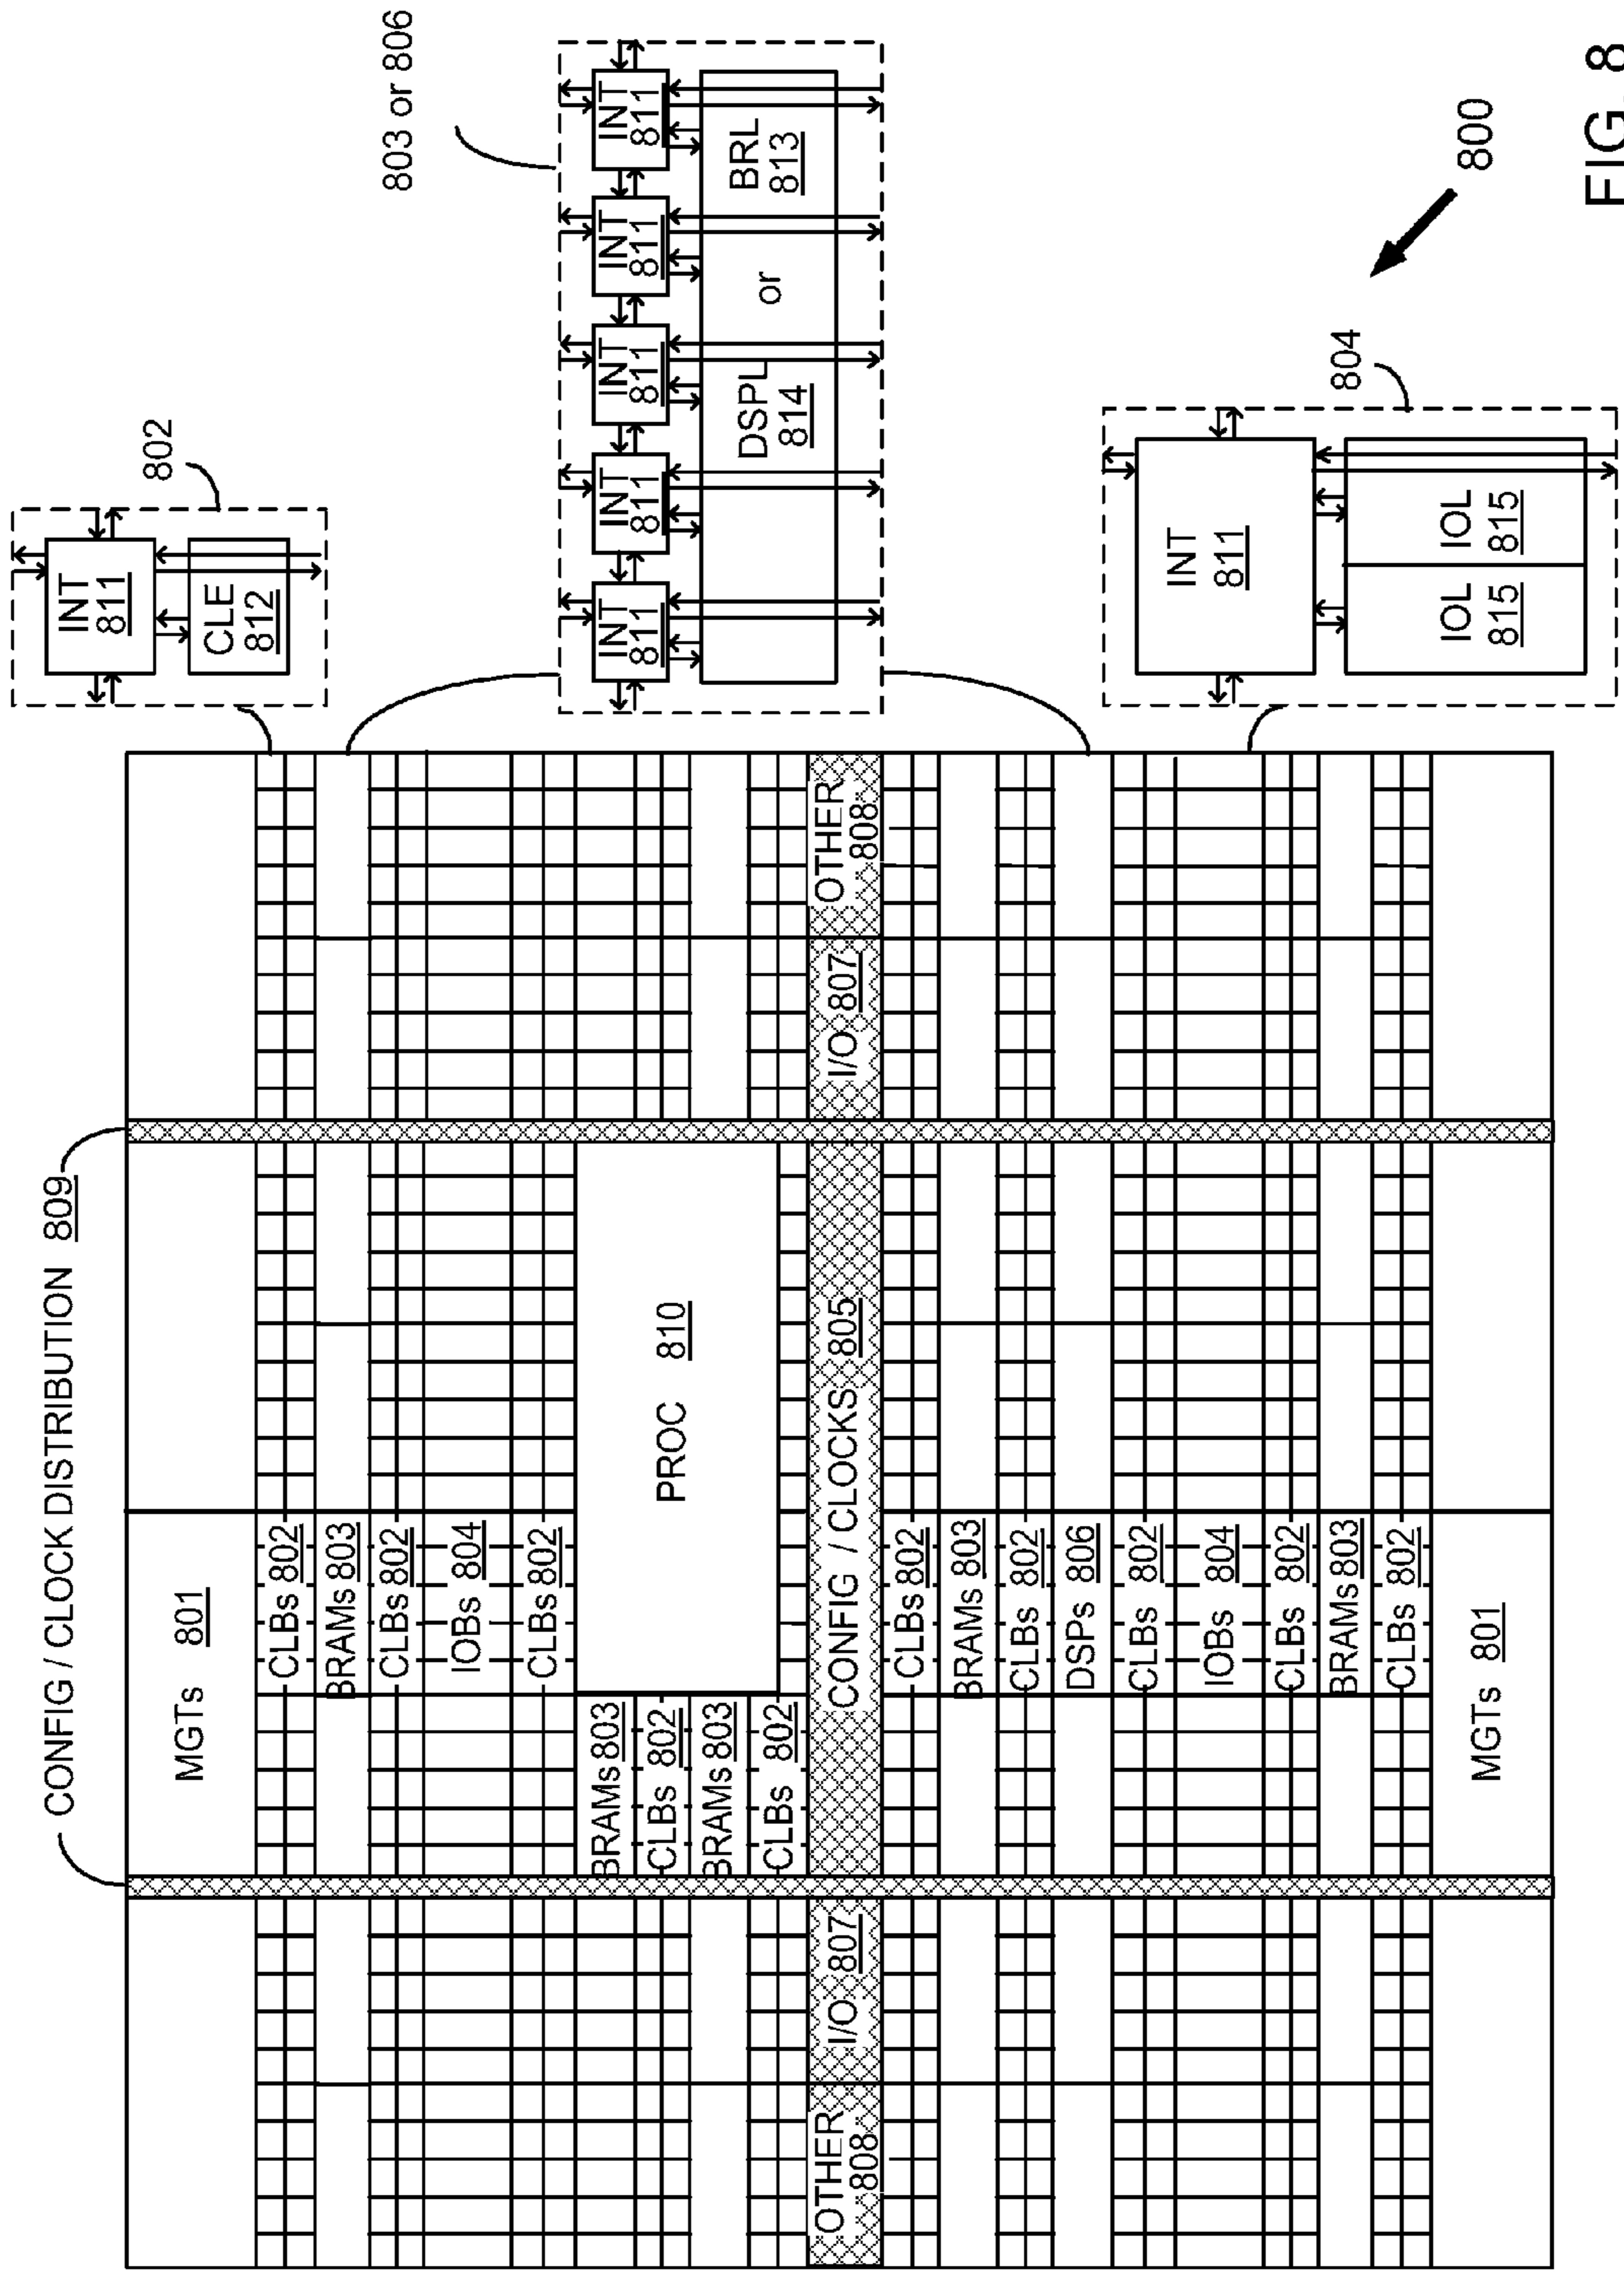 CONFIG / CLOCK DISTRIBUTION 809
MGTs 801
CLBs 802
BRAMs 803
CLBs 802
IOBs 804
CLBs 802
BRAMs 803
CLBs 802
BRAMs 803
CLBs 802
PROC 810
OTHER
808
I/O 807
CONFIG / CLOCKS 805
I/O 807
OTHER
808
CLBs 802
BRAMs 803
CLBs 802
DSPs 806
CLBs 802
IOBs 804
CLBs 802
BRAMs 803
CLBs 802
MGTs 801
802
INT
811
CLE
812
803 or 806
INT
811
INT
811
INT
811
INT
811
INT
811
DSPL
814
or
BRL
813
804
INT
811
IOL
815
IOL
815
800
FIG. 8